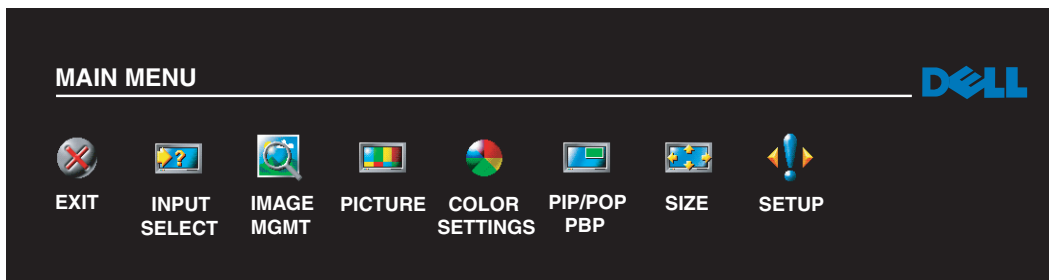 MAIN MENU
DELL
?
EXIT
INPUT
SELECT
IMAGE
MGMT
PICTURE
COLOR
SETTINGS
PIP/POP
PBP
SIZE
SETUP